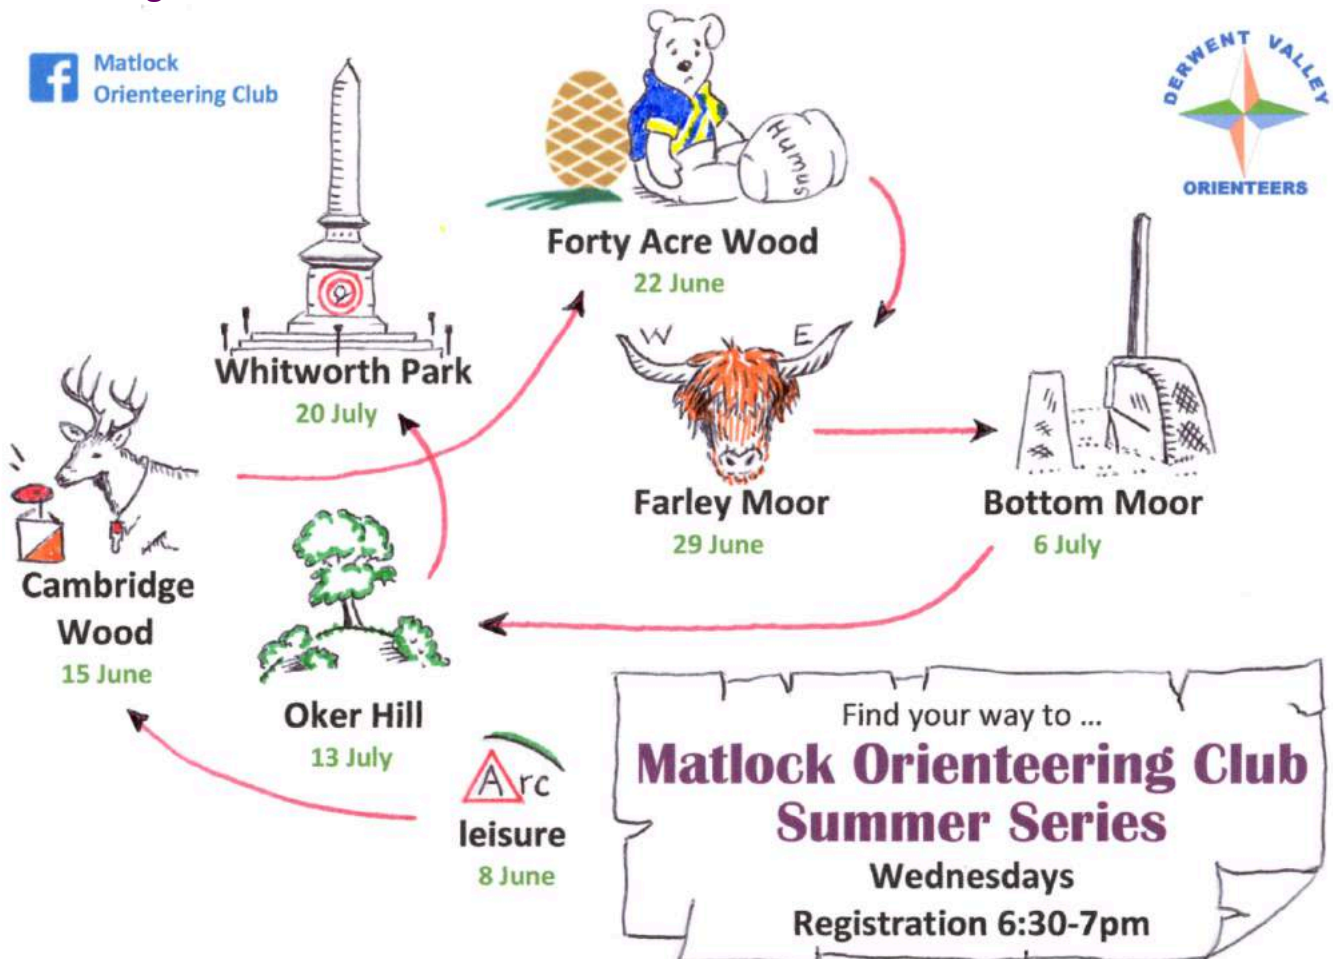 Matlock
Orienteering Club
DERWENT VALLEY
ORIENTEERS
Humus
Forty Acre Wood
22 June
Whitworth Park
20 July
W E
Farley Moor
29 June
Bottom Moor
6 July
Cambridge
Wood
15 June
Oker Hill
13 July
Arc
leisure
8 June
Find your way to ...
Matlock Orienteering Club
Summer Series
Wednesdays
Registration 6:30-7pm